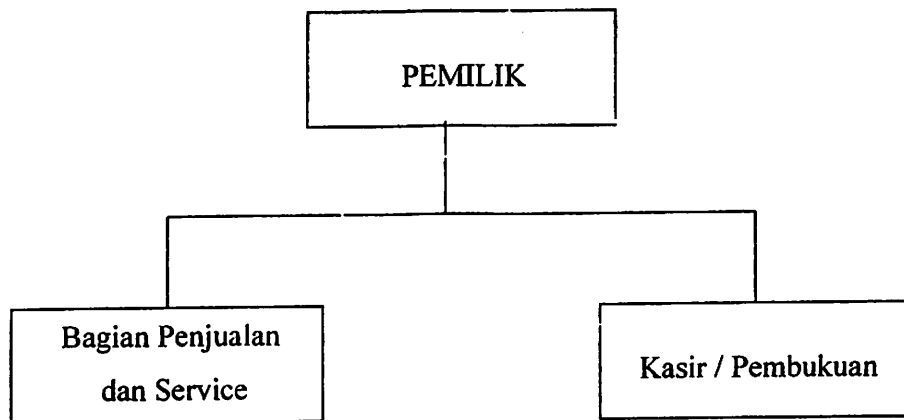 PEMILIK
Bagian Penjualan
dan Service
Kasir / Pembukuan